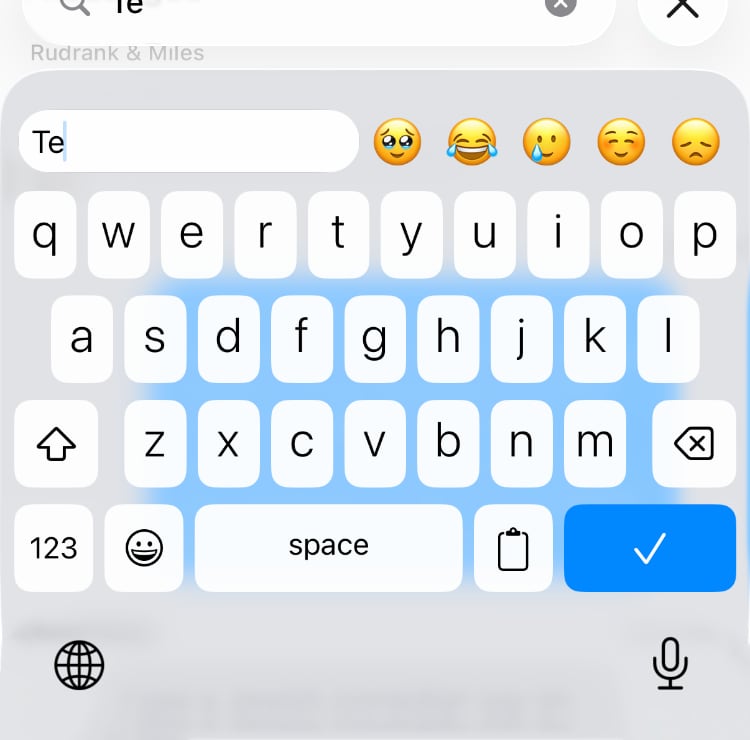 Te
Rudrank & Miles
Te
q w e r t y u i o p
a s d f g h j k l
z x c v b n m
123 space